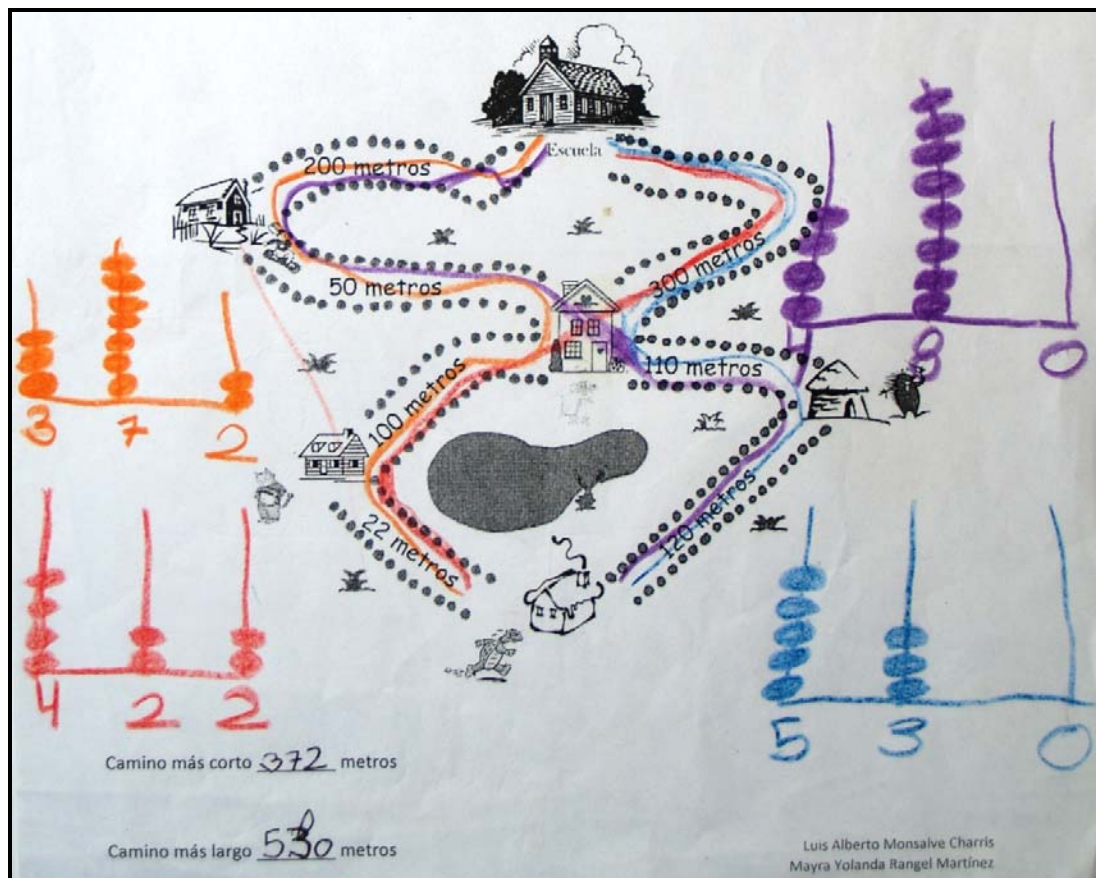 Escuela
200 metros
50 metros
300 metros
110 metros
100 metros
22 metros
120 metros
3 7 2
8 0
4 2 2
5 3 0
Camino más corto 372 metros
Camino más largo 530 metros
Luis Alberto Monsalve Charris
Mayra Yolanda Rangel Martínez